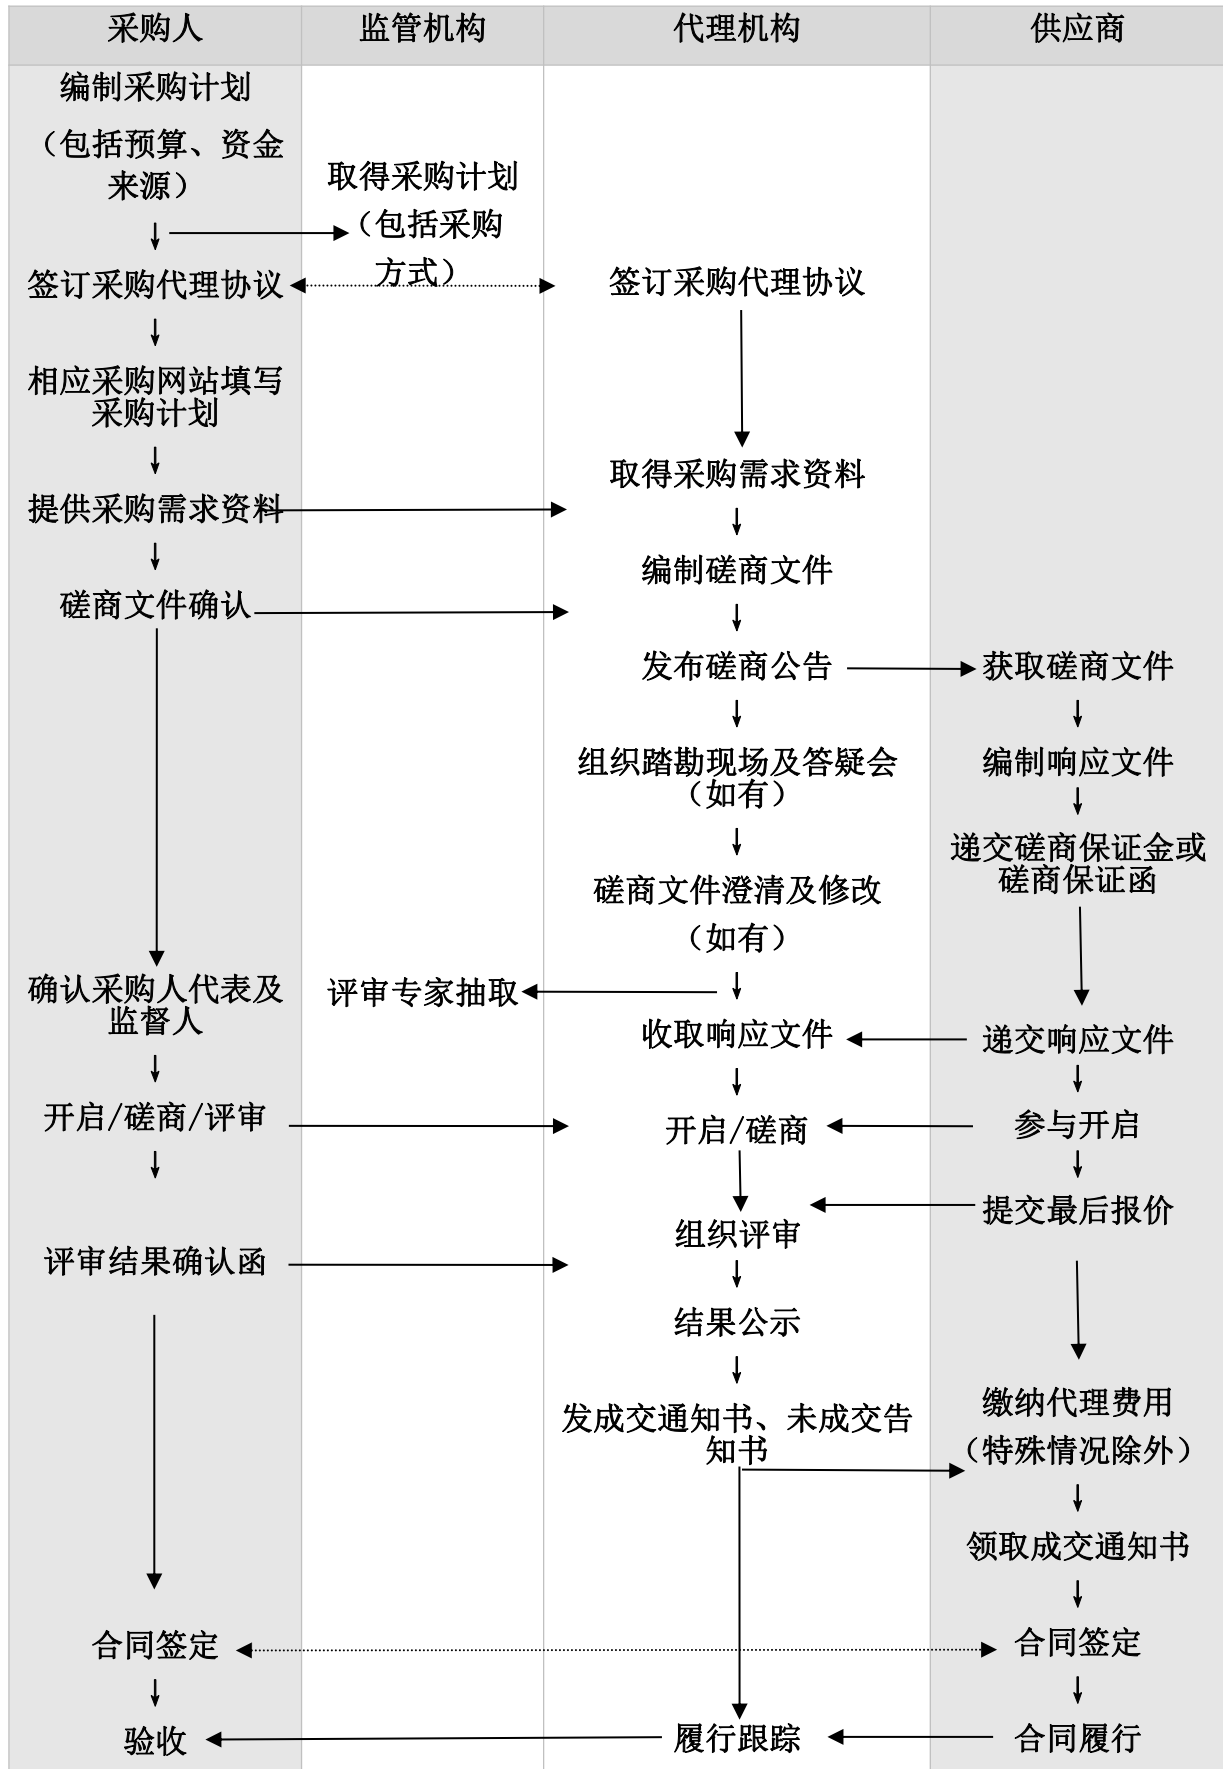 采购人
监管机构
代理机构
供应商
编制采购计划
（包括预算、资金
来源）
签订采购代理协议
相应采购网站填写
采购计划
提供采购需求资料
磋商文件确认
确认采购人代表及
监督人
开启/磋商/评审
评审结果确认函
合同签定
验收
取得采购计划
（包括采购
方式）
评审专家抽取
签订采购代理协议
取得采购需求资料
编制磋商文件
发布磋商公告
组织踏勘现场及答疑会
（如有）
磋商文件澄清及修改
（如有）
收取响应文件
开启/磋商
组织评审
结果公示
发成交通知书、未成交告
知书
履行跟踪
获取磋商文件
编制响应文件
递交磋商保证金或
磋商保证函
递交响应文件
参与开启
提交最后报价
缴纳代理费用
（特殊情况除外）
领取成交通知书
合同签定
合同履行